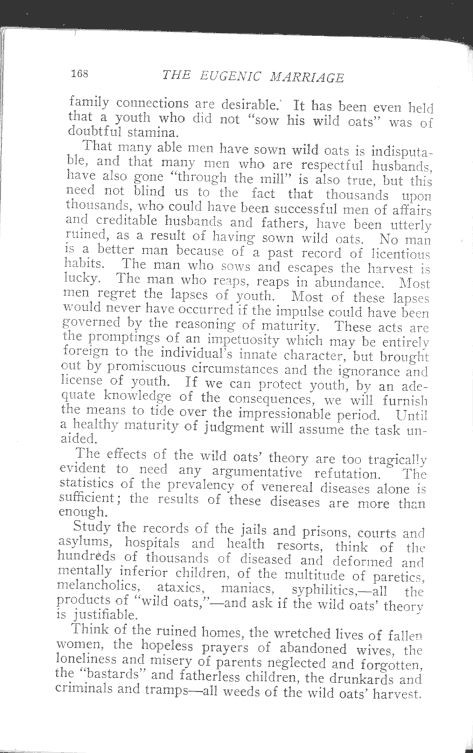 168 THE EUGENIC MARRIAGE
family connections are desirable. It has been even held
that a youth who did not "sow his wild oats" was of
doubtful stamina.
That many able men have sown wild oats is indisputa-
ble, and that many men who are respectful husbands,
have also gone "through the mill" is also true, but this
need not blind us to the fact that thousands upon
thousands, who could have been successful men of affairs
and creditable husbands and fathers, have been utterly
ruined, as a result of having sown wild oats. No man
is a better man because of a past record of licentious
habits. The man who sows and escapes the harvest is
lucky. The man who reaps, reaps in abundance. Most
men regret the lapses of youth. Most of these lapses
would never have occurred if the impulse could have been
governed by the reasoning of maturity. These acts are
the promptings of an impetuosity which may be entirely
foreign to the individual's innate character, but brought
out by promiscuous circumstances and the ignorance and
license of youth. If we can protect youth, by an ade-
quate knowledge of the consequences, we will furnish
the means to tide over the impressionable period. Until
a healthy maturity of judgment will assume the task un-
aided.
The effects of the wild oats' theory are too tragically
evident to need any argumentative refutation. The
statistics of the prevalency of venereal diseases alone is
sufficient; the results of these diseases are more than
enough.
Study the records of the jails and prisons, courts and
asylums, hospitals and health resorts, think of the
hundreds of thousands of diseased and deformed and
mentally inferior children, of the multitude of paretics,
melancholics, ataxics, maniacs, syphilitics,—all the
products of "wild oats,"—and ask if the wild oats' theory
is justifiable.
Think of the ruined homes, the wretched lives of fallen
women, the hopeless prayers of abandoned wives, the
loneliness and misery of parents neglected and forgotten,
the "bastards" and fatherless children, the drunkards and
criminals and tramps—all weeds of the wild oats' harvest.